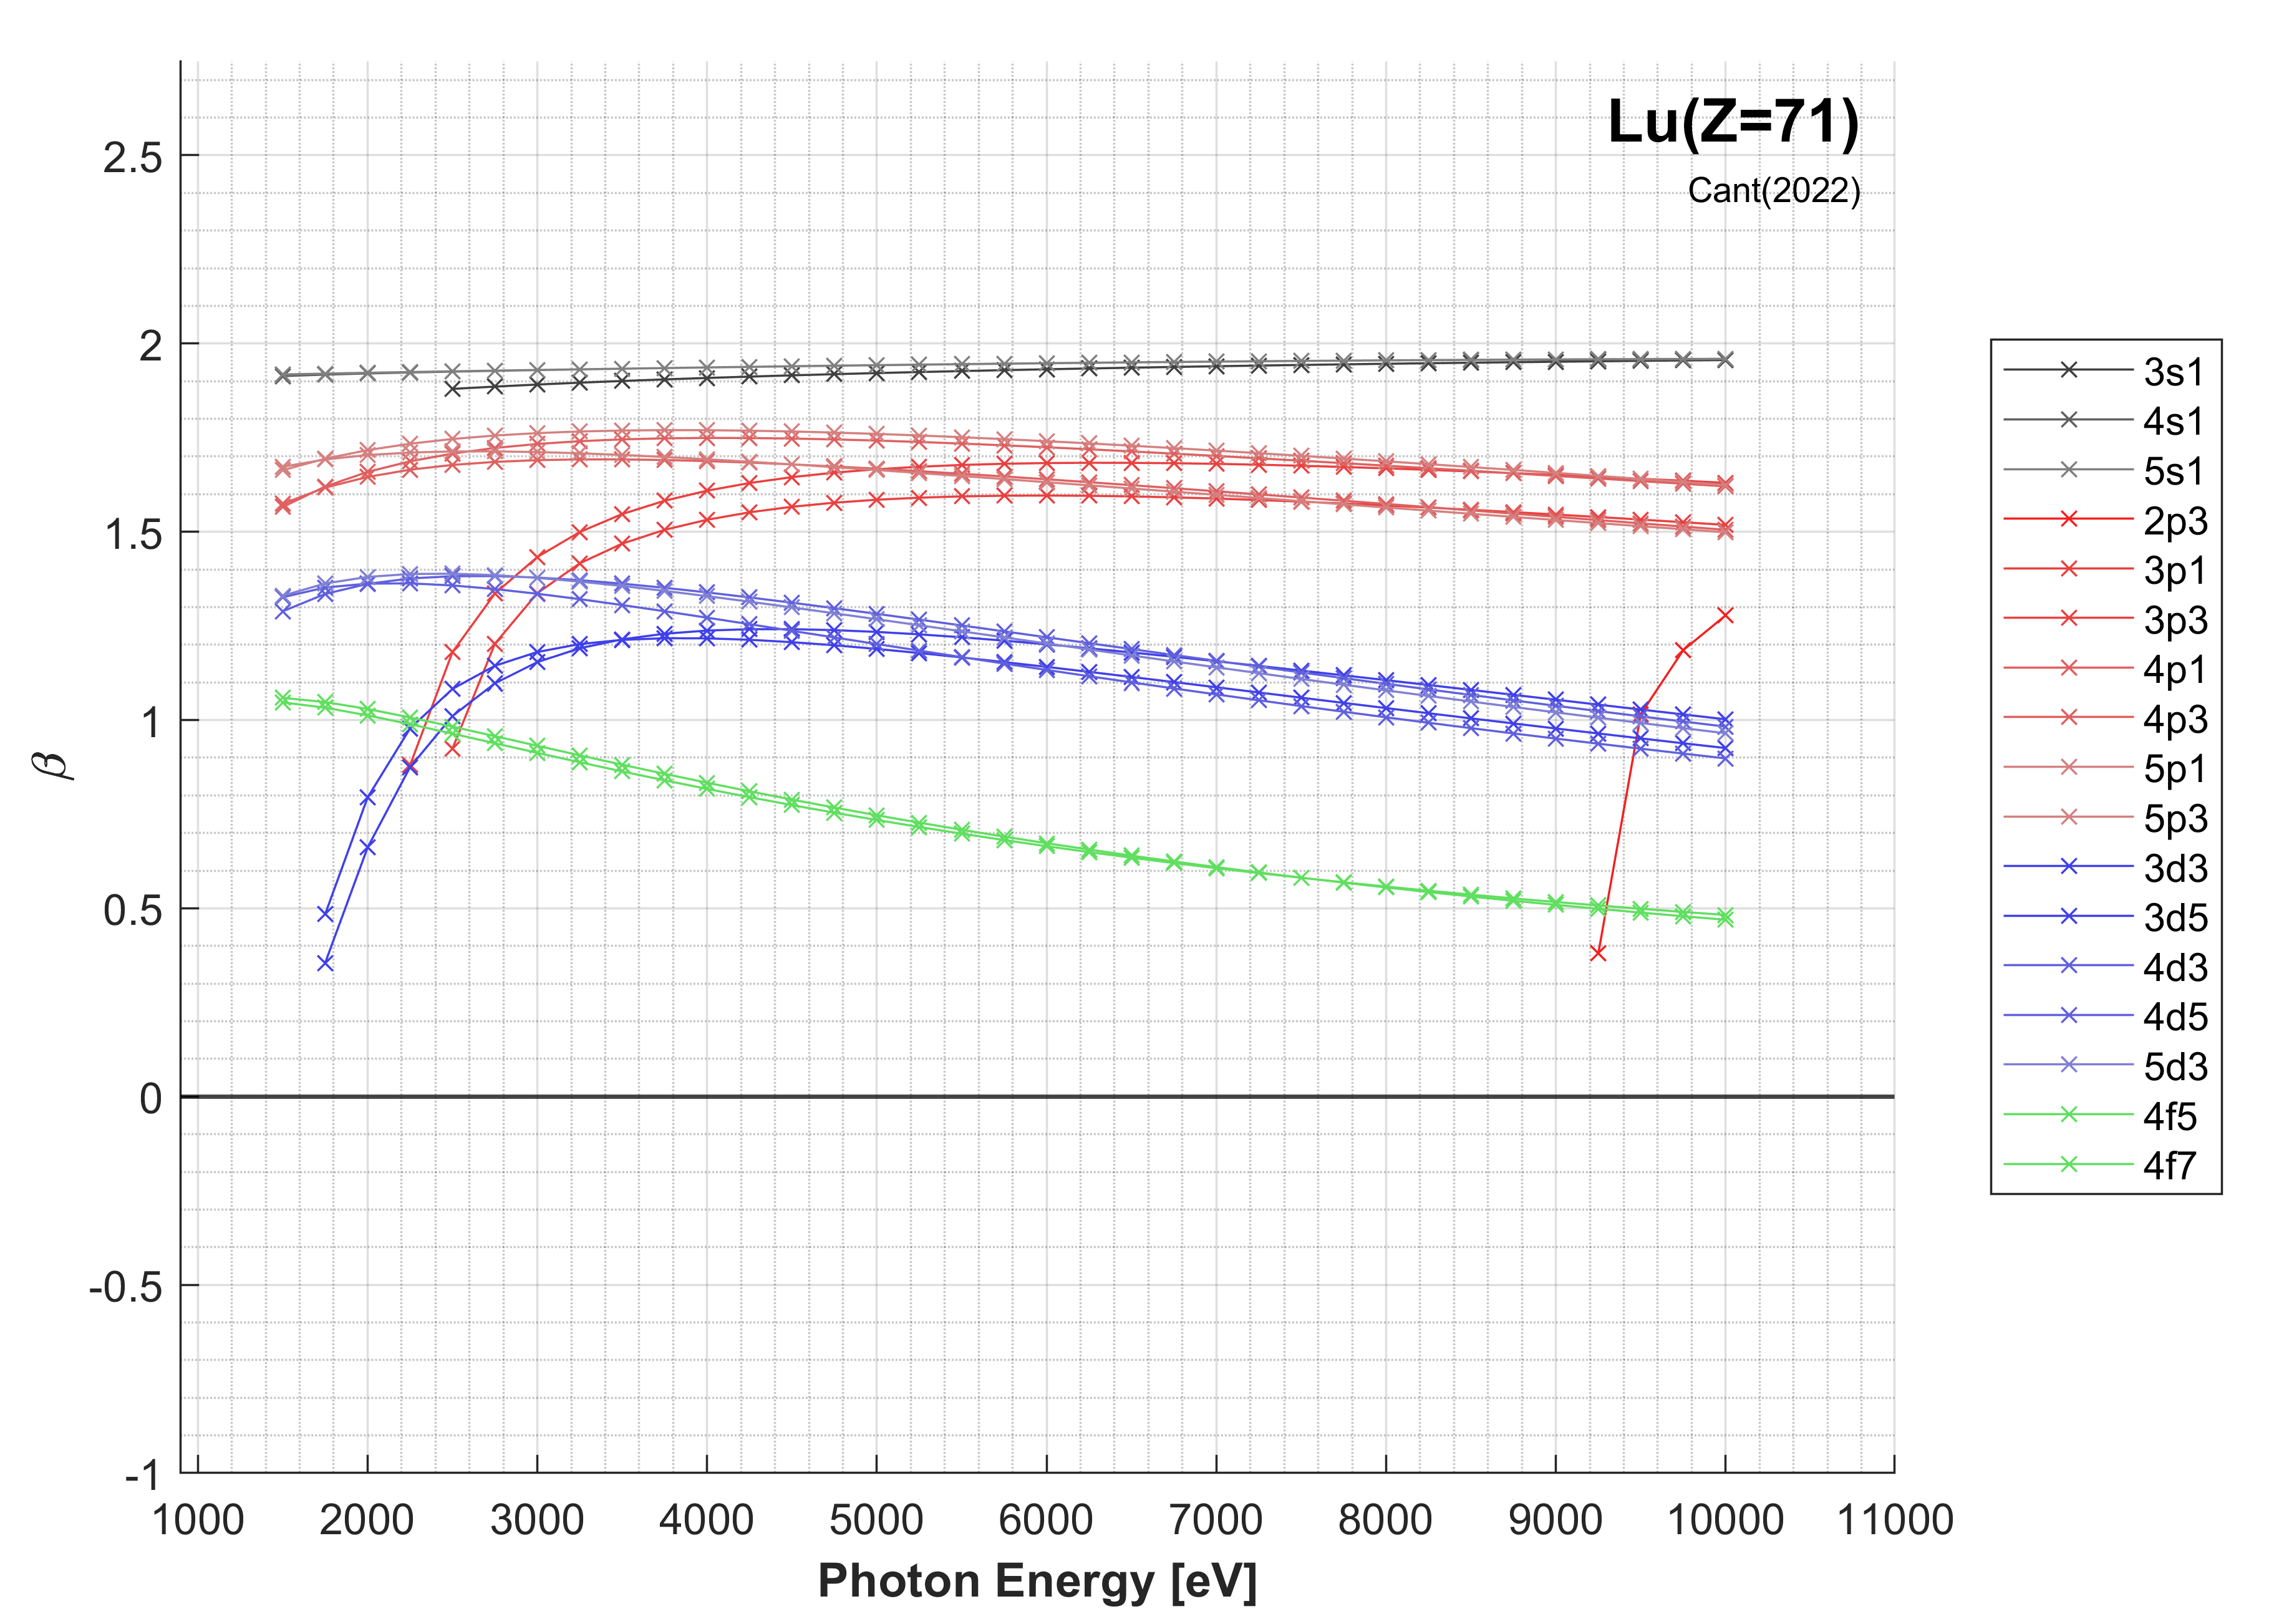 Lu(Z=71)
Cant(2022)
2.5
2
1.5
1
0.5
0
-0.5
-1
β
1000 2000 3000 4000 5000 6000 7000 8000 9000 10000 11000
Photon Energy [eV]
3s1
4s1
5s1
2p3
3p1
3p3
4p1
4p3
5p1
5p3
3d3
3d5
4d3
4d5
5d3
4f5
4f7